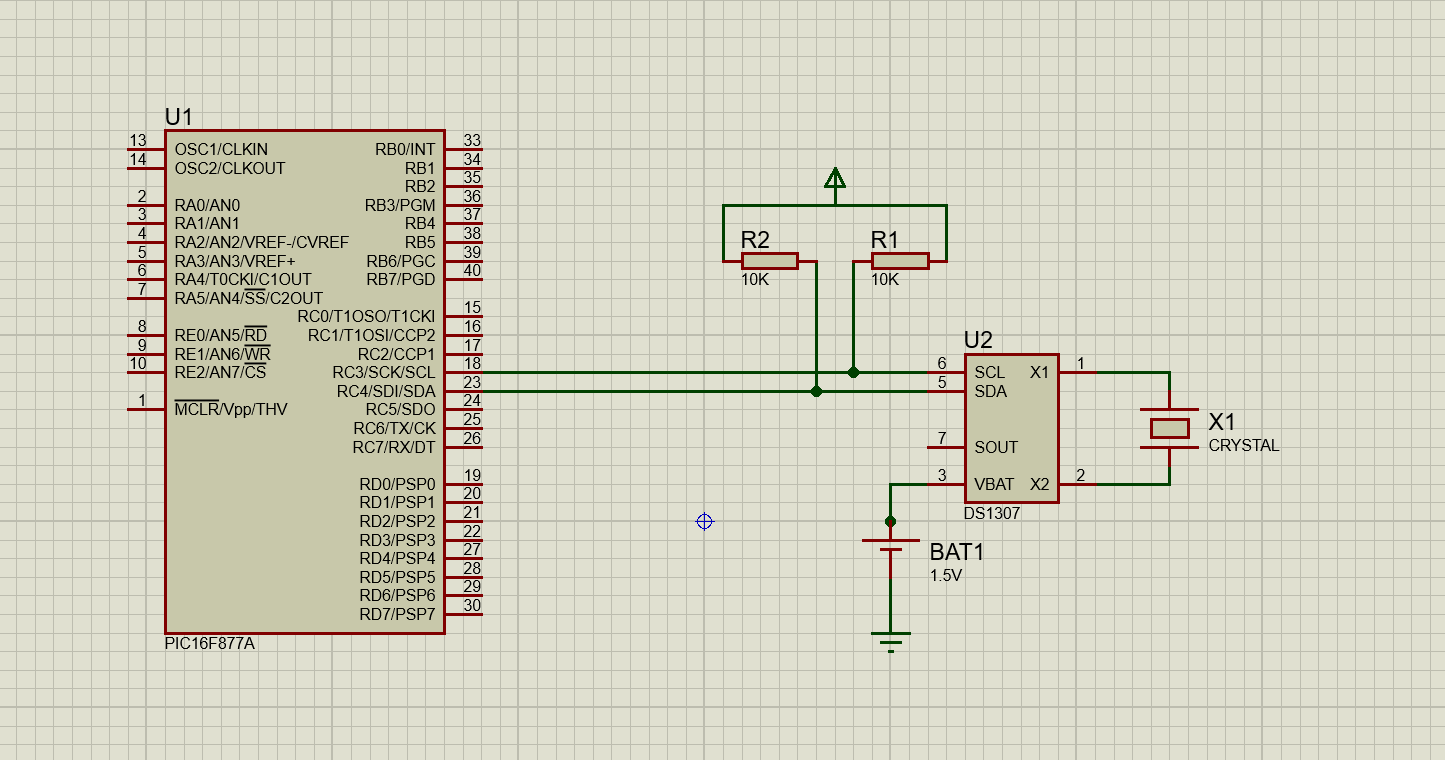 U1
13
OSC1/CLKIN
14
OSC2/CLKOUT
2
RA0/AN0
3
RA1/AN1
4
RA2/AN2/VREF-/CVREF
5
RA3/AN3/VREF+
6
RA4/T0CKI/C1OUT
7
RA5/AN4/SS/C2OUT
8
RE0/AN5/RD
9
RE1/AN6/WR
10
RE2/AN7/CS
1
MCLR/Vpp/THV
RB0/INT
33
RB1
34
RB2
35
RB3/PGM
36
RB4
37
RB5
38
RB6/PGC
39
RB7/PGD
40
RC0/T1OSO/T1CKI
15
RC1/T1OSI/CCP2
16
RC2/CCP1
17
RC3/SCK/SCL
18
RC4/SDI/SDA
23
RC5/SDO
24
RC6/TX/CK
25
RC7/RX/DT
26
RD0/PSP0
19
RD1/PSP1
20
RD2/PSP2
21
RD3/PSP3
22
RD4/PSP4
27
RD5/PSP5
28
RD6/PSP6
29
RD7/PSP7
30
PIC16F877A
R2
10K
R1
10K
U2
6
SCL
5
SDA
7
SOUT
3
VBAT
X1
1
X2
2
DS1307
X1
CRYSTAL
BAT1
1.5V